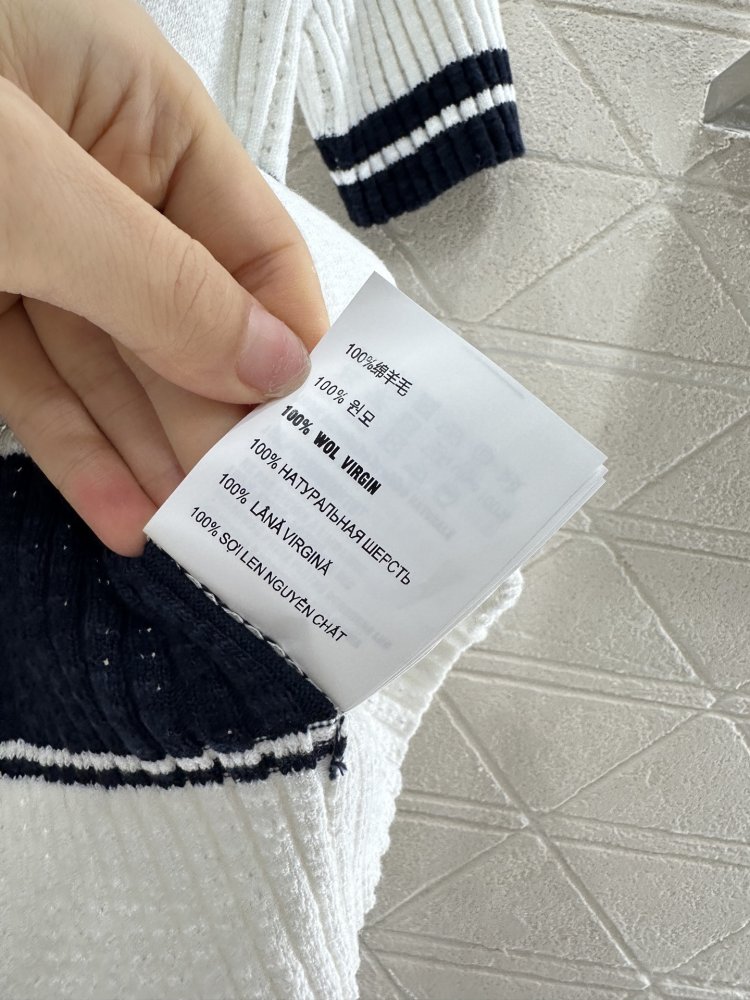 100%绵羊毛
100% 원모
100% WOL VIRGIN
100% НАТУРАЛЬНАЯ ШЕРСТЬ
100% LÂNĂ VIRGINĂ
100% SỢI LEN NGUYÊN CHẤT